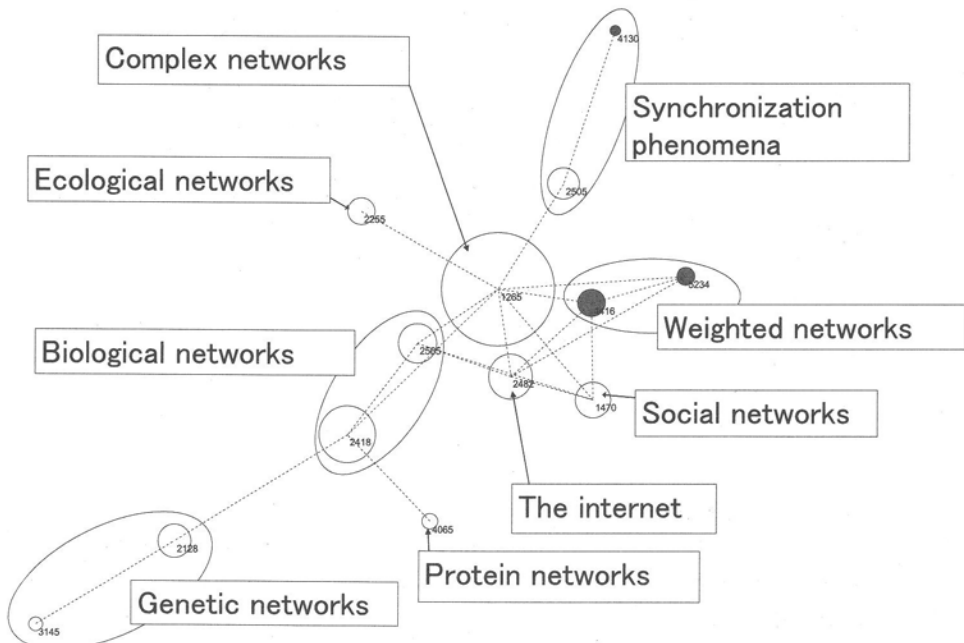 Complex networks
4130
Synchronization
phenomena
Ecological networks
2505
2255
1265
5234
Weighted networks
Biological networks
2565
2482
1470
Social networks
2418
The internet
4065
2128
Protein networks
Genetic networks
3145